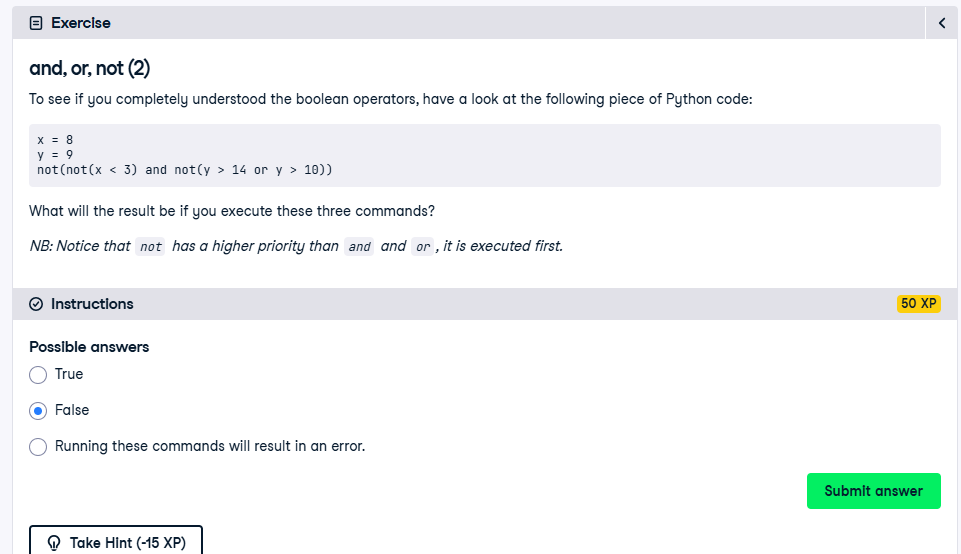 Exercise
and, or, not (2)
To see if you completely understood the boolean operators, have a look at the following piece of Python code:
x = 8
y = 9
not(not(x < 3) and not(y > 14 or y > 10))
What will the result be if you execute these three commands?
NB: Notice that not has a higher priority than and and or , it is executed first.
Instructions
50 XP
Possible answers
True
False
Running these commands will result in an error.
Submit answer
Take Hint (-15 XP)